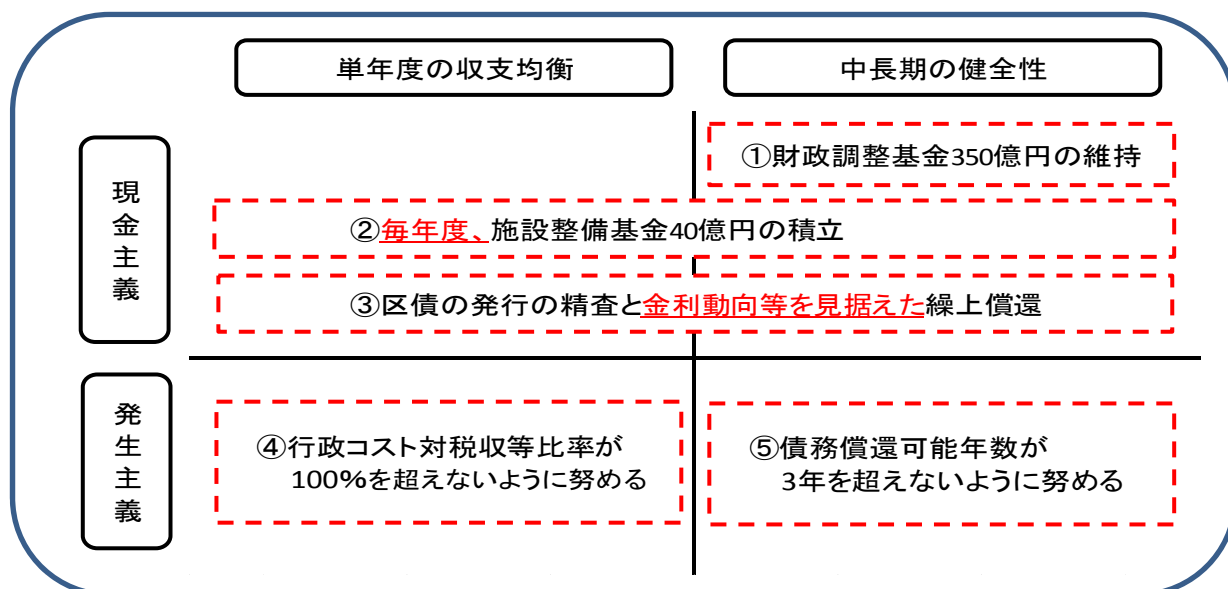 単年度の収支均衡
中長期の健全性
現金主義
①財政調整基金350億円の維持
②毎年度、施設整備基金40億円の積立
③区債の発行の精査と金利動向等を見据えた繰上償還
発生主義
④行政コスト対税収等比率が
100%を超えないように努める
⑤債務償還可能年数が
3年を超えないように努める